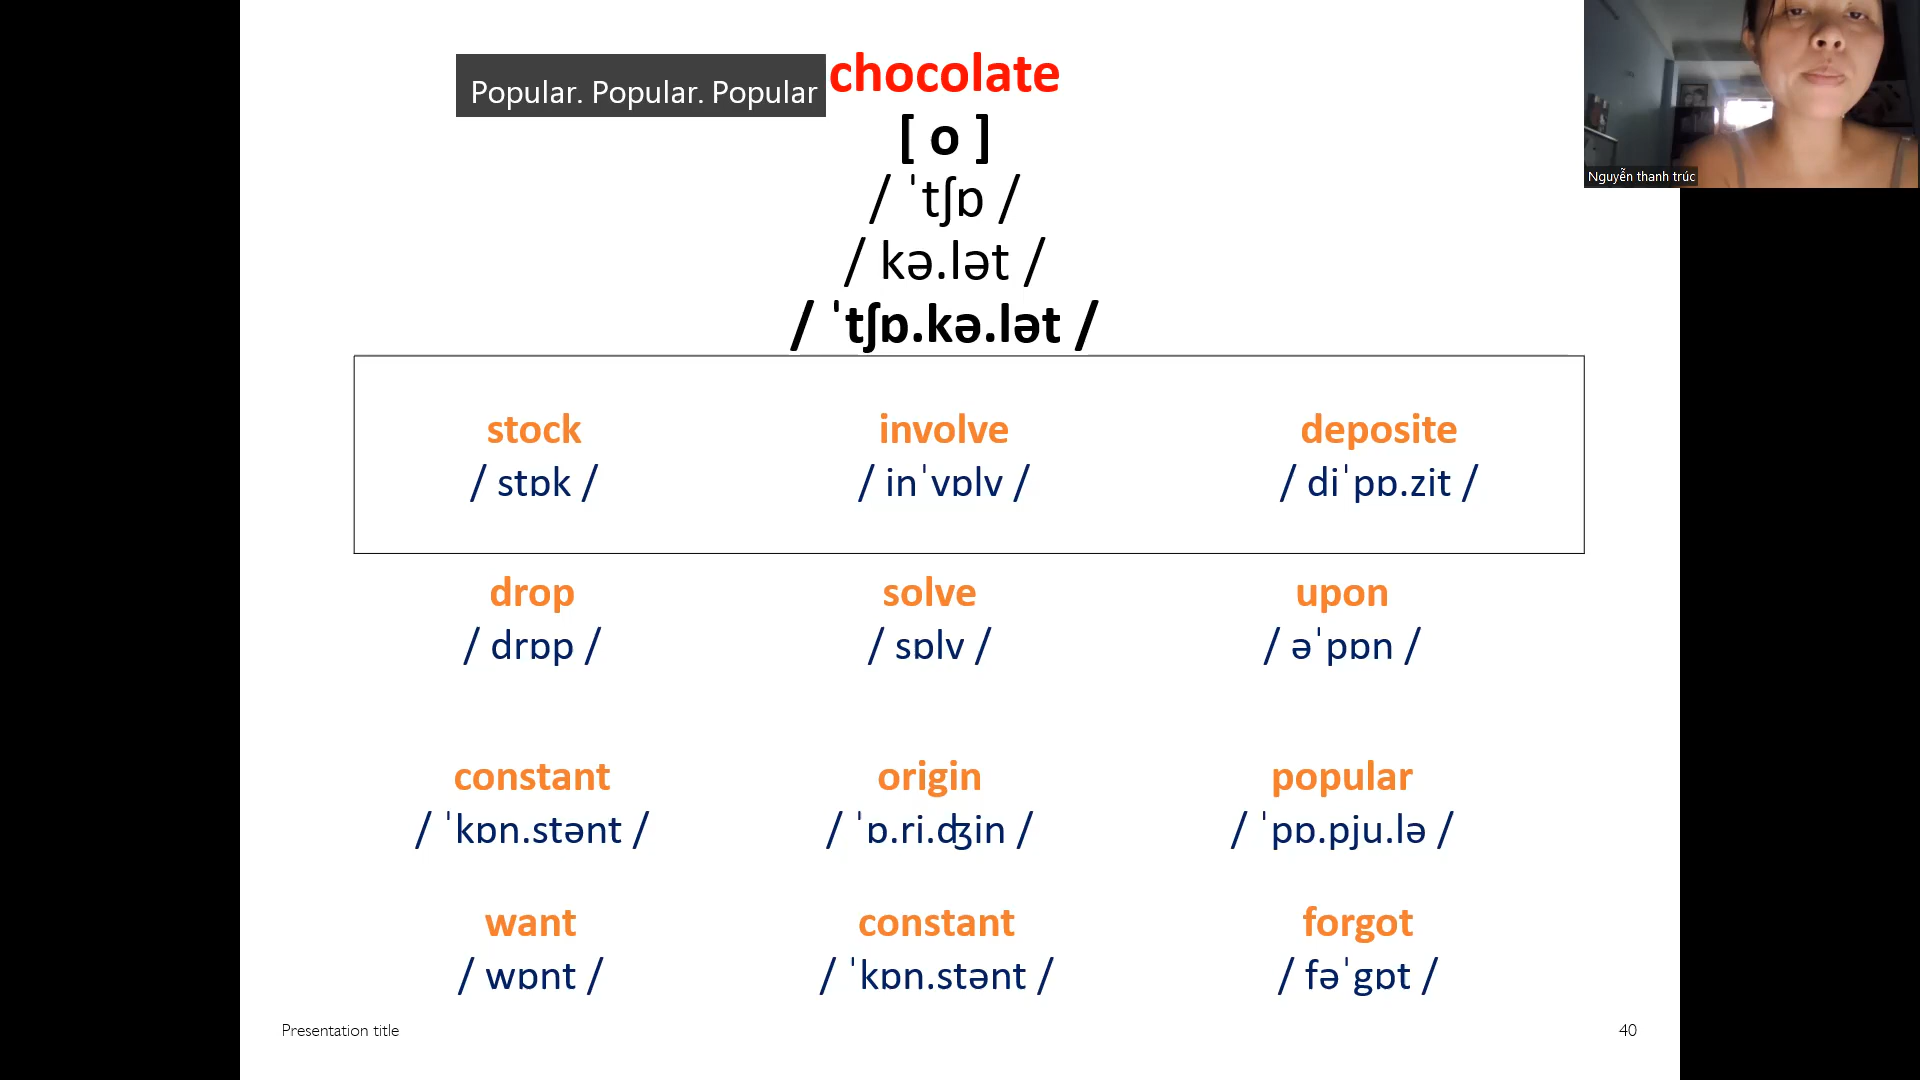 Popular. Popular. Popular
chocolate
[ o ]
/ ˈtʃɒ /
/ kə.lət /
/ ˈtʃɒ.kə.lət /
stock involve deposite
/ stɒk / / inˈvɒlv / / diˈpɒ.zit /
drop solve upon
/ drɒp / / sɒlv / / əˈpɒn /
constant origin popular
/ ˈkɒn.stənt / / ˈɒ.ri.ʤin / / ˈpɒ.pju.lə /
want constant forgot
/ wɒnt / / ˈkɒn.stənt / / fəˈgɒt /
Presentation title 40
Nguyễn thanh trúc